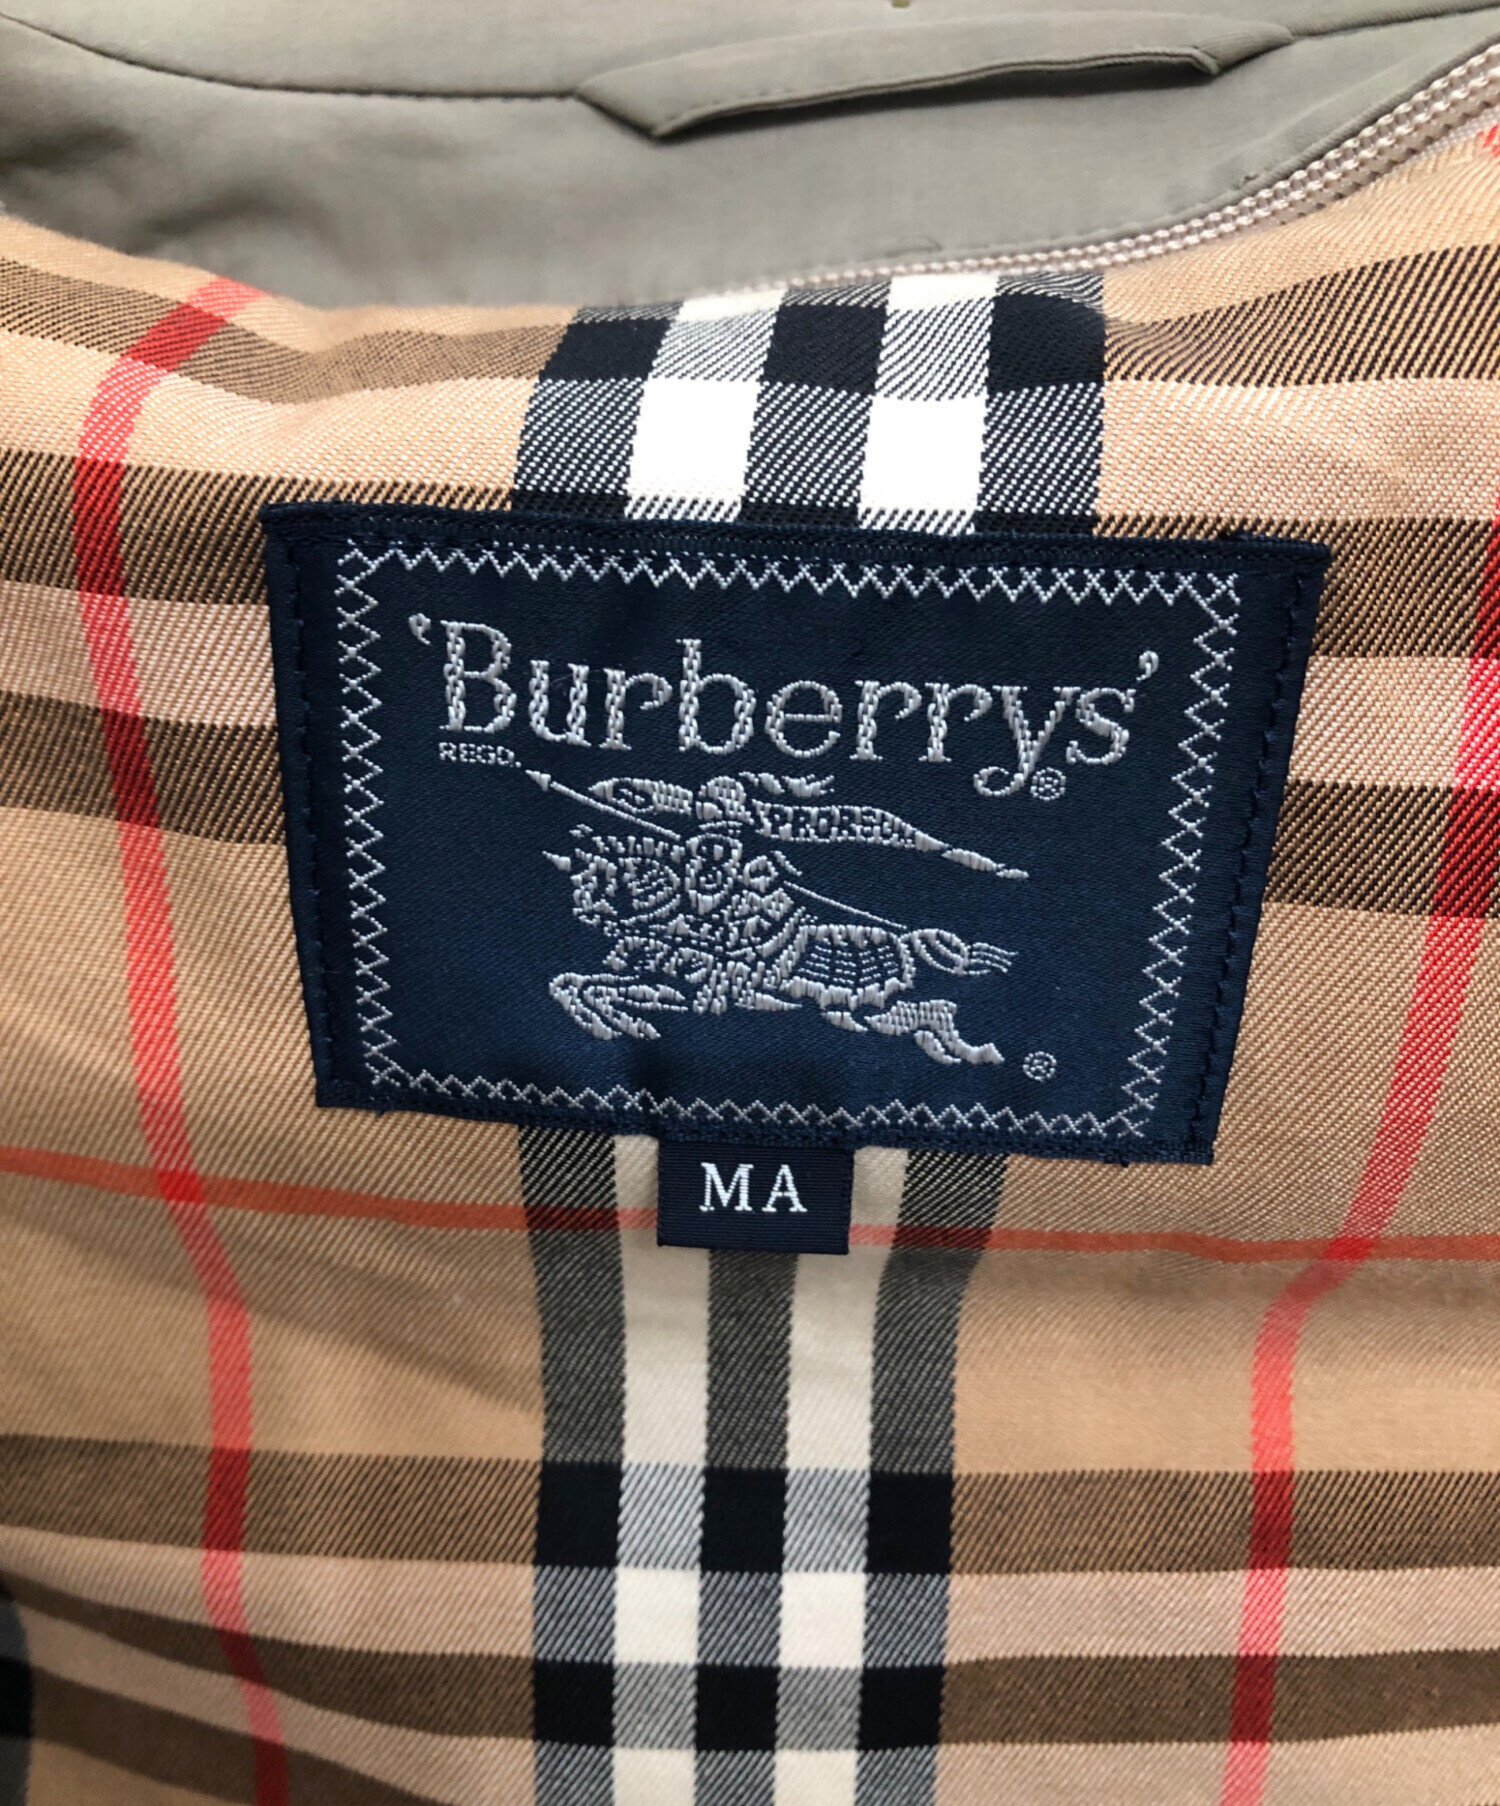 'Burberrys'®
REGD.
PRORSUM
®
MA